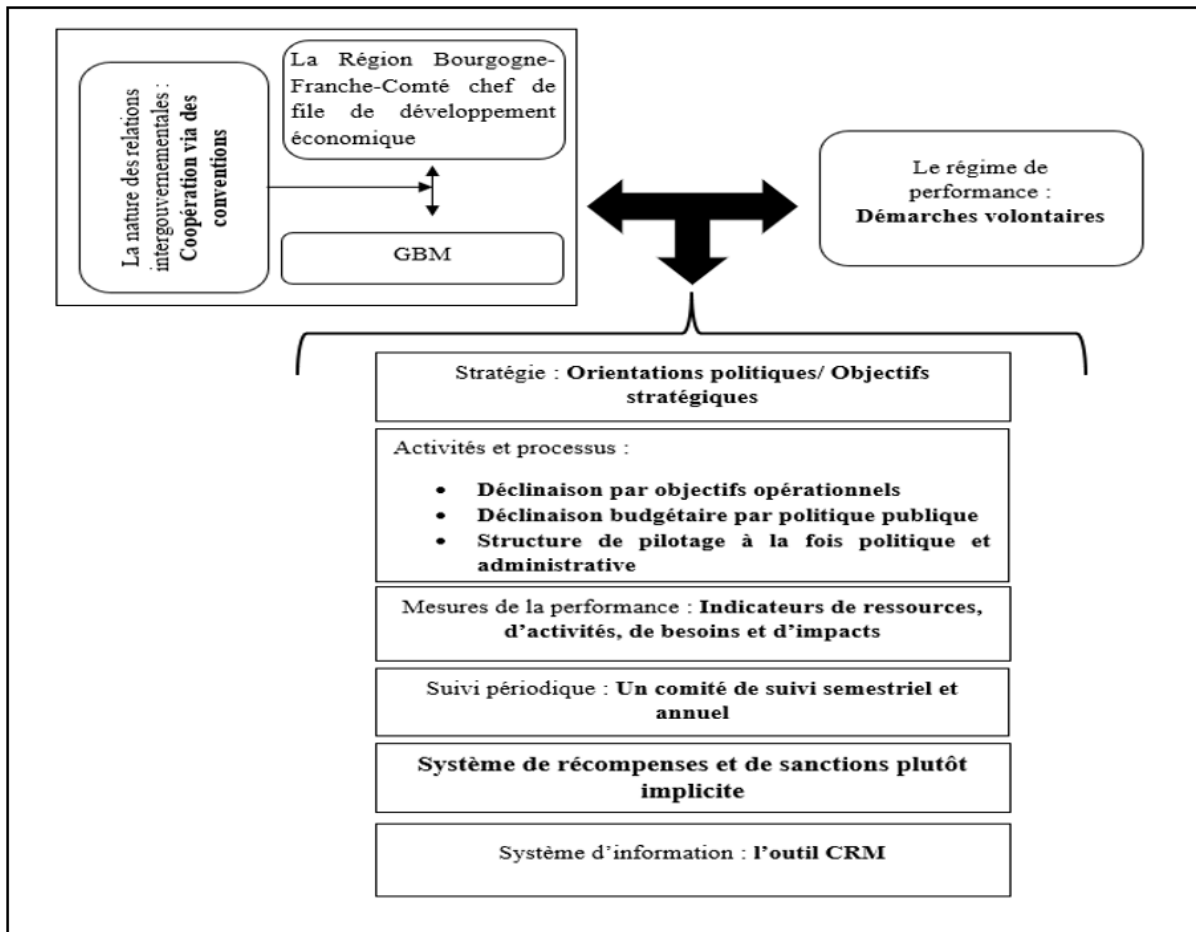 La nature des relations
intergouvernementales :
Coopération via des
conventions
La Région Bourgogne-
Franche-Comté chef de
file de développement
économique
GBM
Le régime de
performance :
Démarches volontaires
Stratégie : Orientations politiques/ Objectifs
stratégiques
Activités et processus :
• Déclinaison par objectifs opérationnels
• Déclinaison budgétaire par politique publique
• Structure de pilotage à la fois politique et
administrative
Mesures de la performance : Indicateurs de ressources,
d’activités, de besoins et d’impacts
Suivi périodique : Un comité de suivi semestriel et
annuel
Système de récompenses et de sanctions plutôt
implicite
Système d’information : l’outil CRM